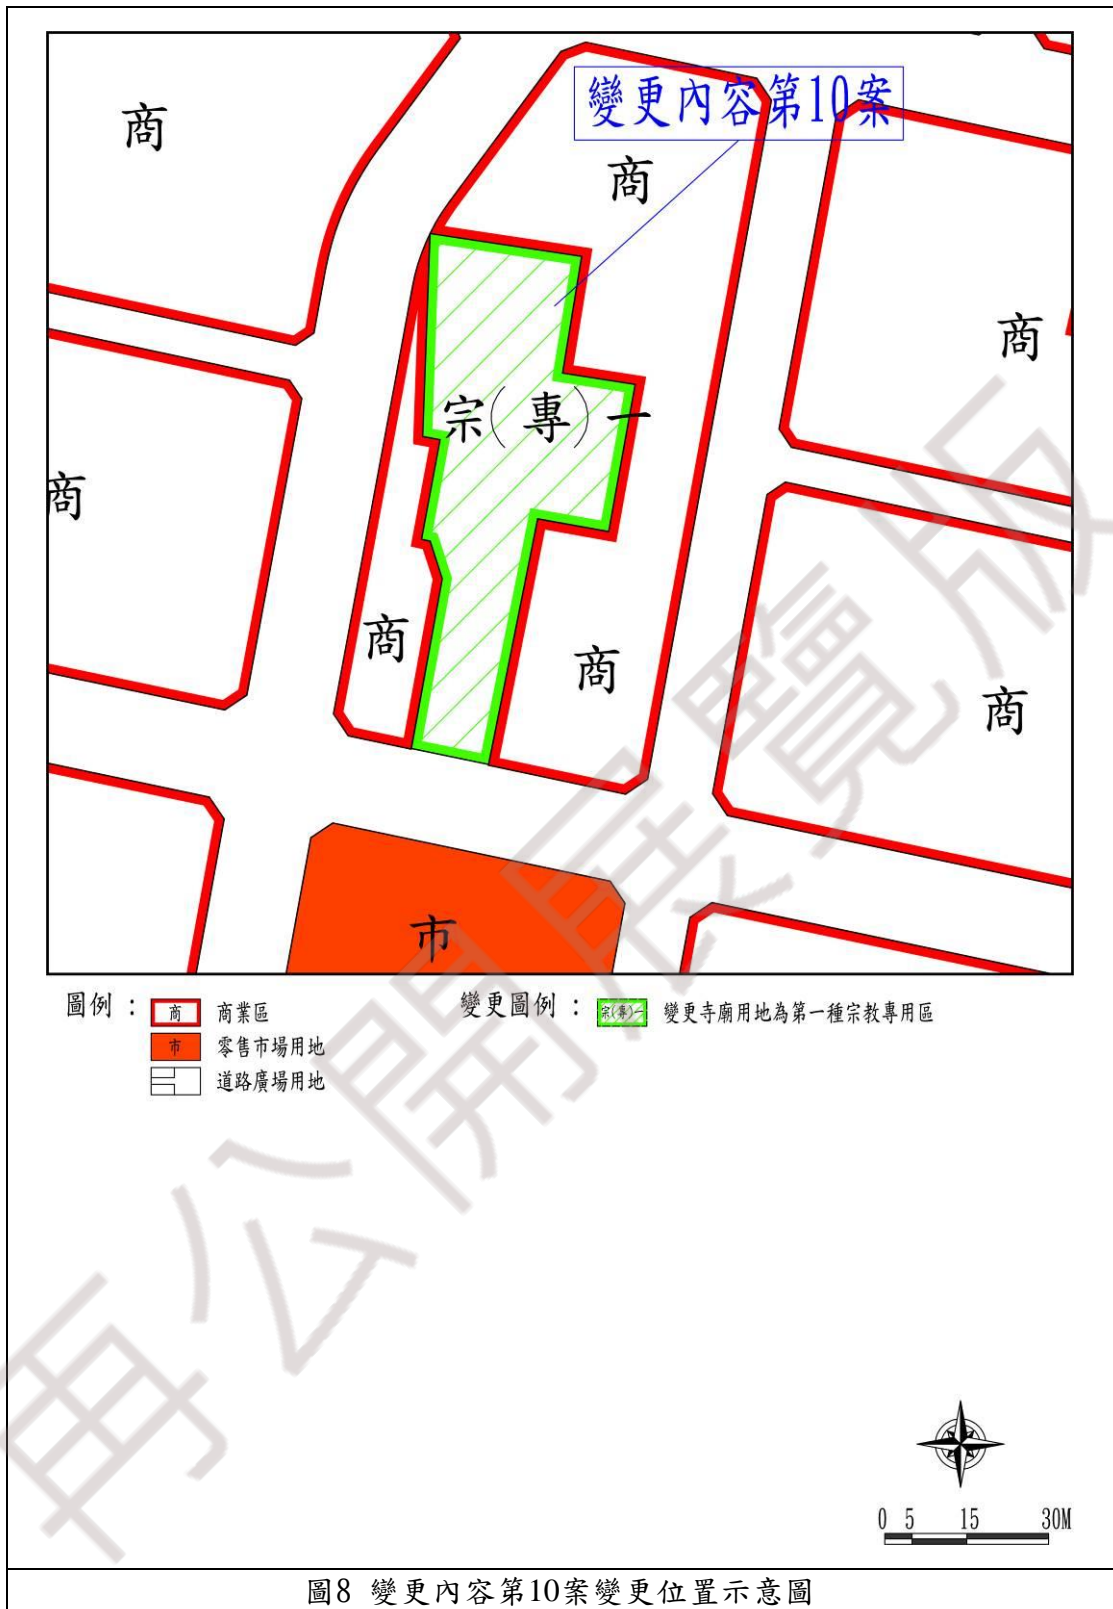 變更內容第10案
商
商
商
宗(專)一
商
商
商
商
市
圖例：
商 商業區
市 零售市場用地
道路廣場用地
變更圖例：
宗(專)一 變更寺廟用地為第一種宗教專用區
再公開展覽版
0 5 15 30M
圖8 變更內容第10案變更位置示意圖